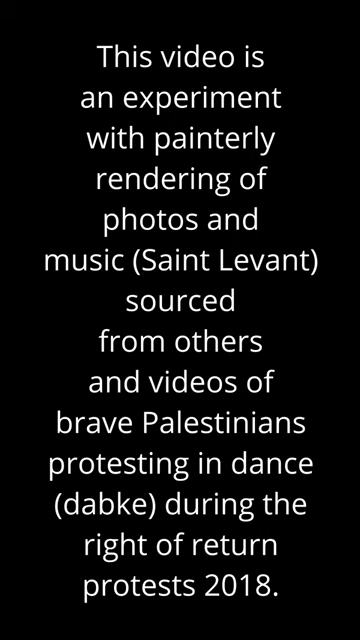 This video is
an experiment
with painterly
rendering of
photos and
music (Saint Levant)
sourced
from others
and videos of
brave Palestinians
protesting in dance
(dabke) during the
right of return
protests 2018.